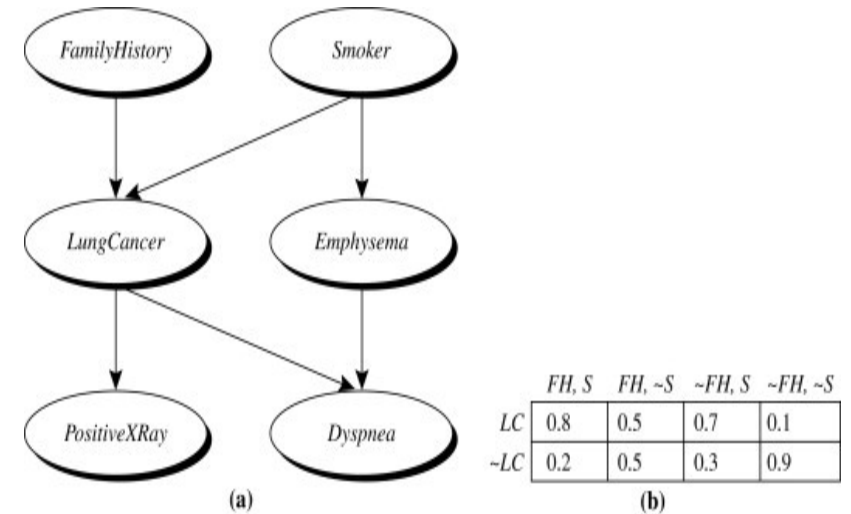 FamilyHistory Smoker
LungCancer Emphysema
PositiveXRay Dyspnea
(a)
FH, S FH, ~S ~FH, S ~FH, ~S
LC 0.8 0.5 0.7 0.1
~LC 0.2 0.5 0.3 0.9
(b)